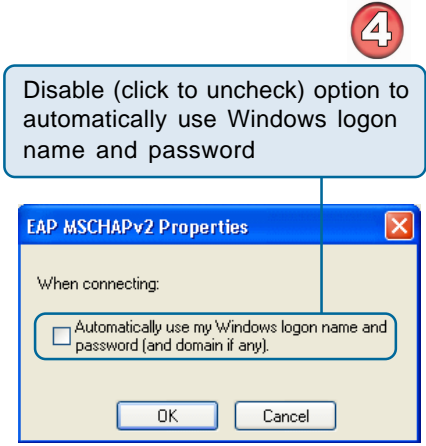 4
Disable (click to uncheck) option to
automatically use Windows logon
name and password
EAP MSCHAPv2 Properties
When connecting:
Automatically use my Windows logon name and
password (and domain if any).
OK Cancel